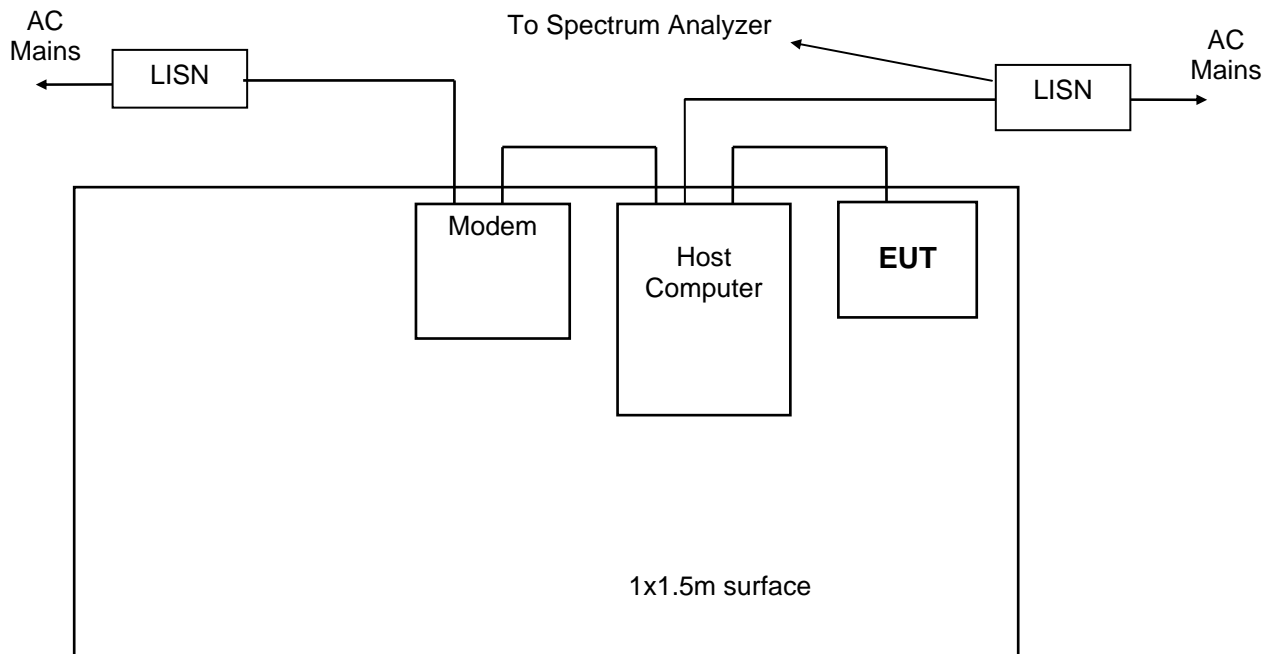 AC
Mains
LISN
To Spectrum Analyzer
LISN
AC
Mains
Modem
Host
Computer
EUT
1x1.5m surface